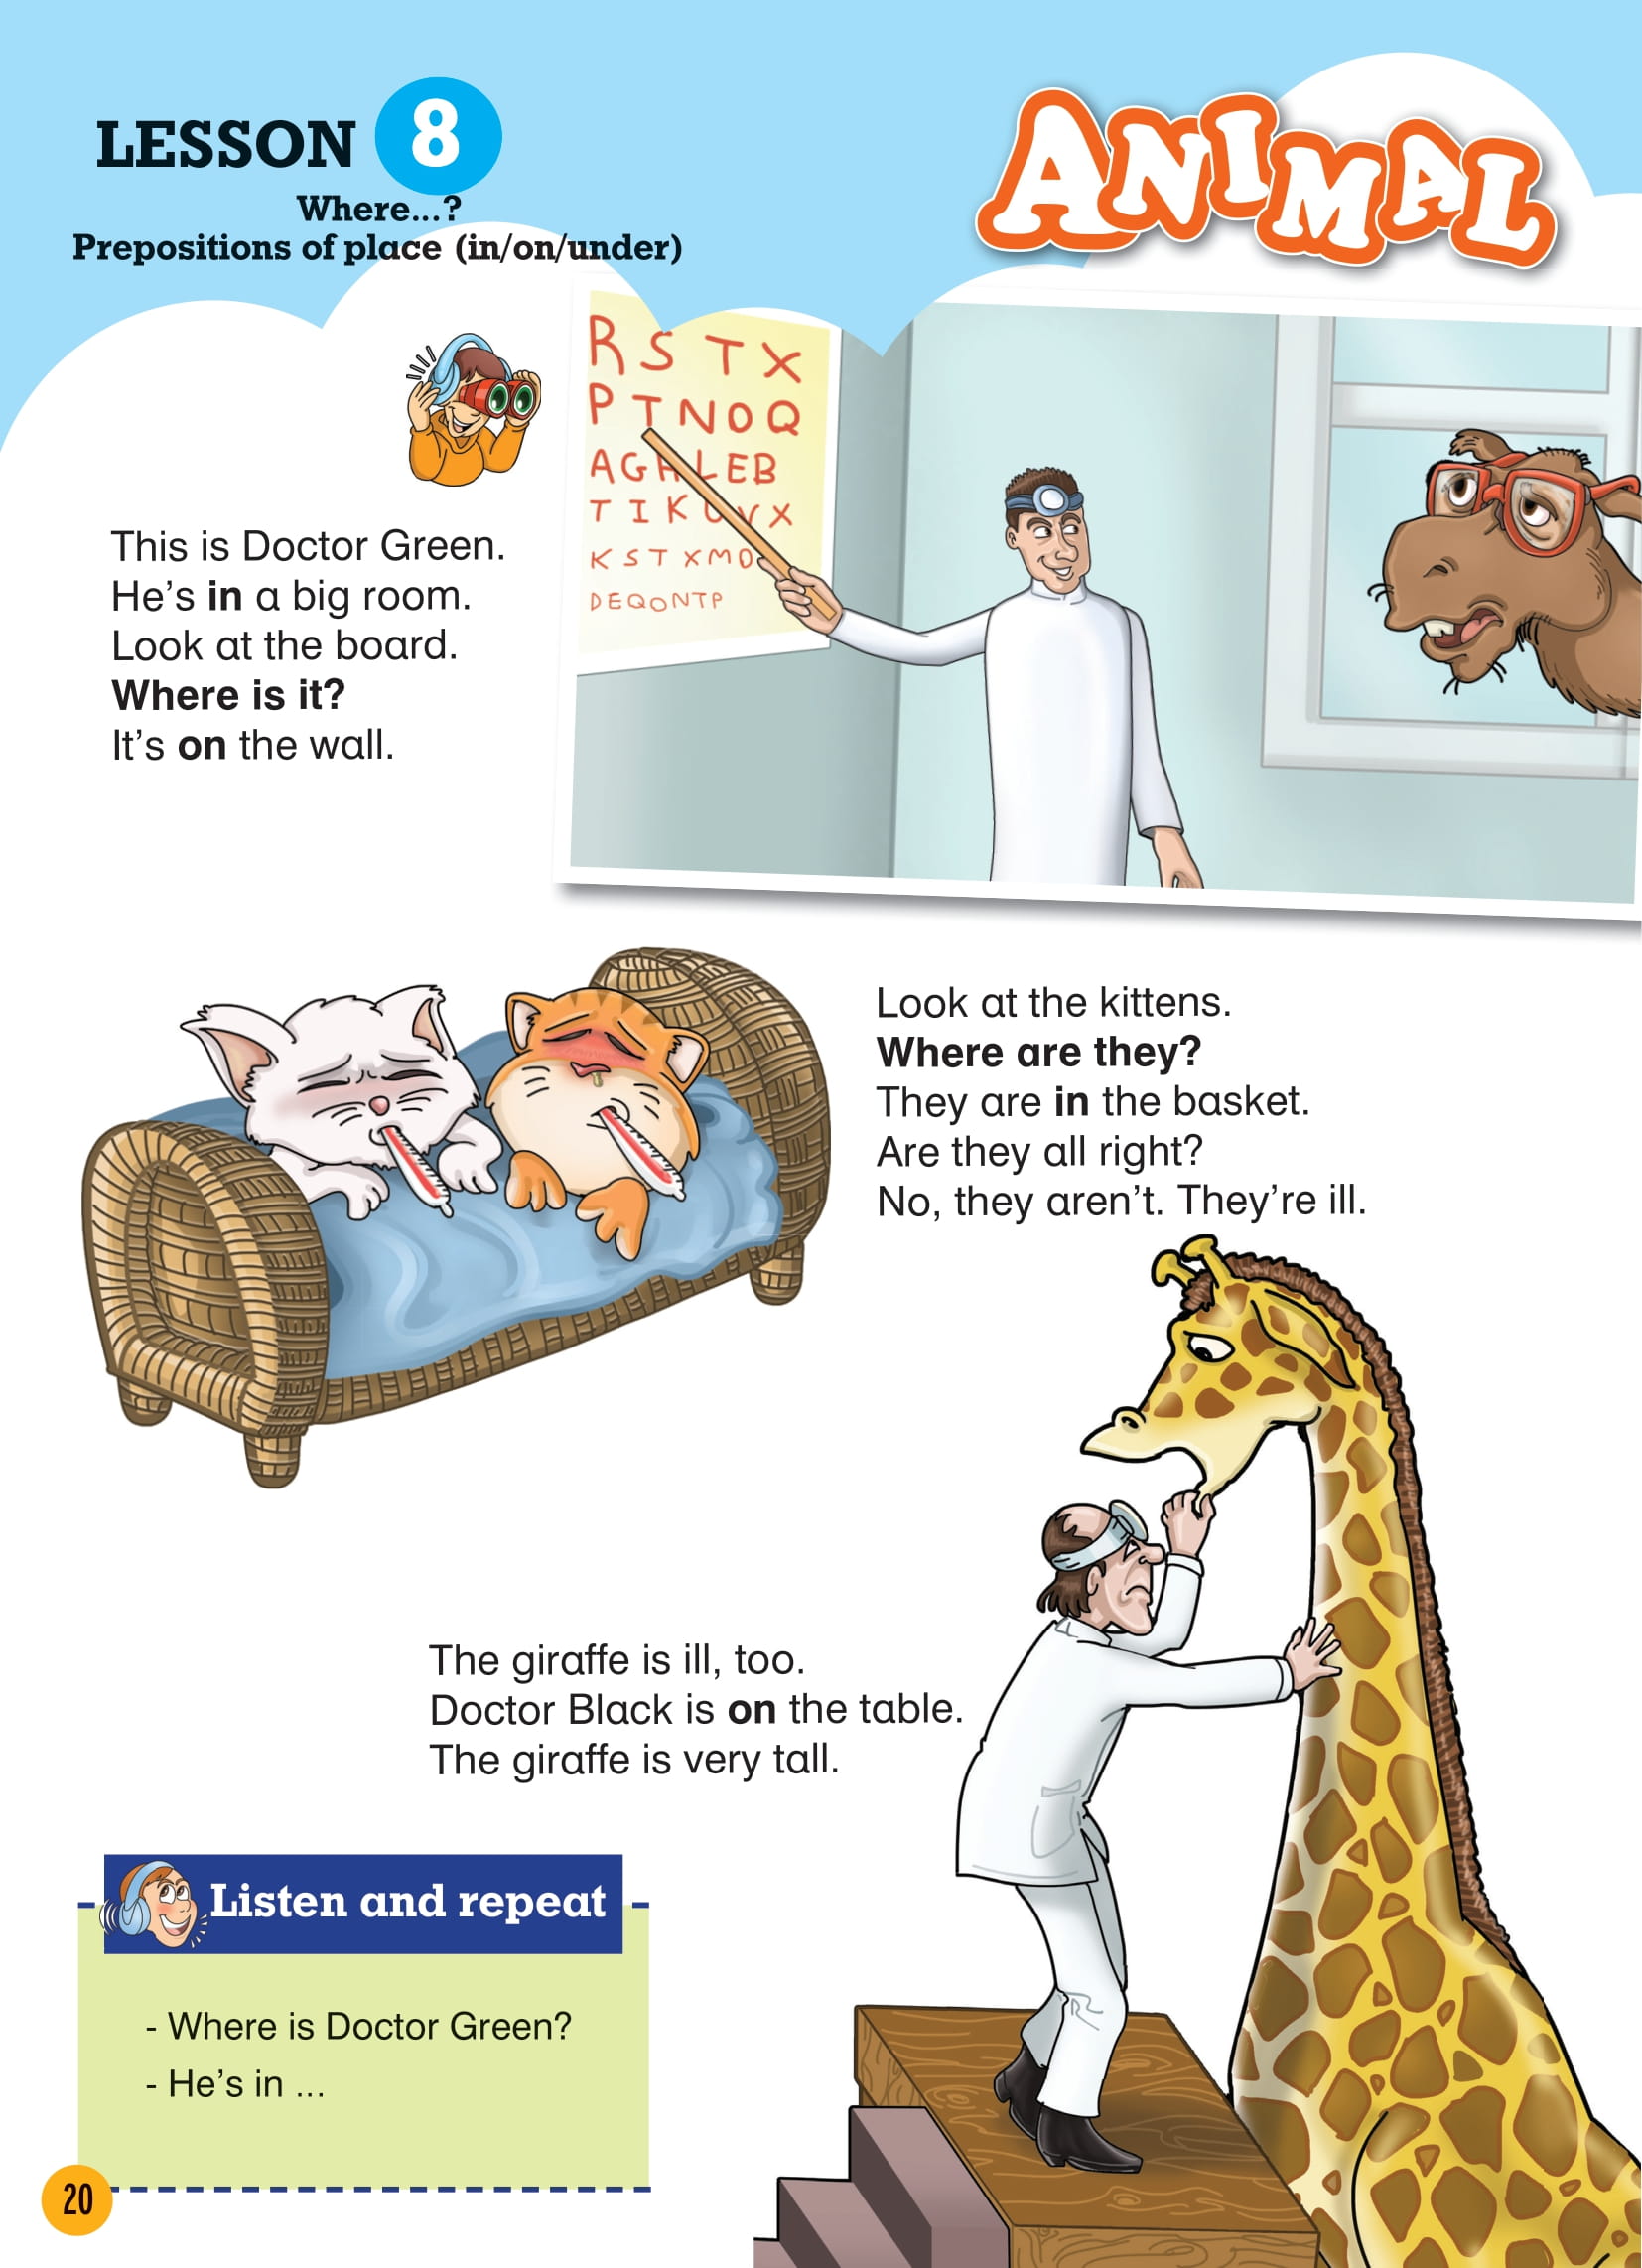 LESSON 8
Where...?
Prepositions of place (in/on/under)
ANIMAL
R S T X
P T N O Q
A G H L E B
T I K U V X
K S T X M O
D E Q O N T P
This is Doctor Green.
He's in a big room.
Look at the board.
Where is it?
It's on the wall.
Look at the kittens.
Where are they?
They are in the basket.
Are they all right?
No, they aren't. They're ill.
The giraffe is ill, too.
Doctor Black is on the table.
The giraffe is very tall.
Listen and repeat
- Where is Doctor Green?
- He's in ...
20